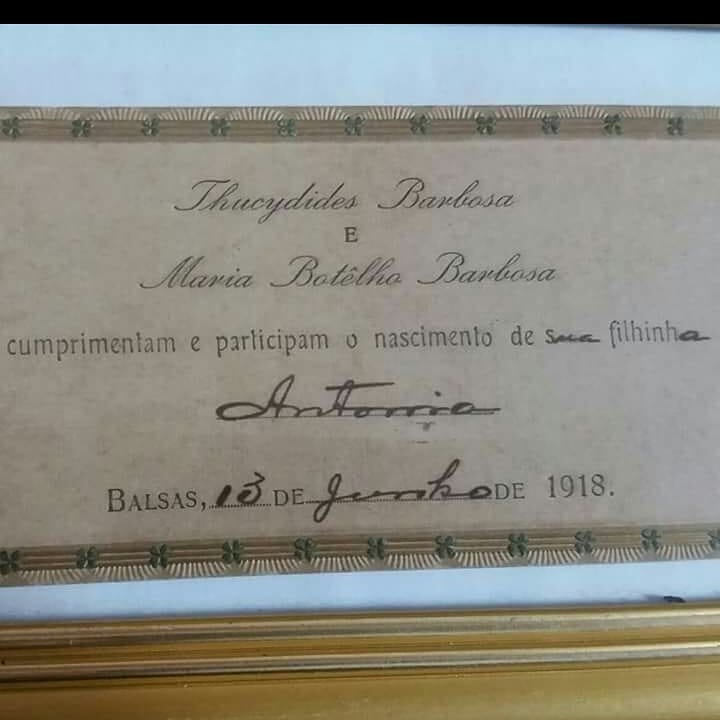 Thucydides Barbosa
E
Maria Botêlho Barbosa
cumprimentam e participam o nascimento de sua filhinha
Antonia
BALSAS, 13 DE Junho DE 1918.